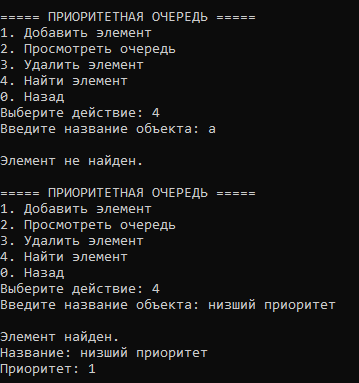 ===== ПРИОРИТЕТНАЯ ОЧЕРЕДЬ =====
1. Добавить элемент
2. Просмотреть очередь
3. Удалить элемент
4. Найти элемент
0. Назад
Выберите действие: 4
Введите название объекта: а
Элемент не найден.
===== ПРИОРИТЕТНАЯ ОЧЕРЕДЬ =====
1. Добавить элемент
2. Просмотреть очередь
3. Удалить элемент
4. Найти элемент
0. Назад
Выберите действие: 4
Введите название объекта: низший приоритет
Элемент найден.
Название: низший приоритет
Приоритет: 1